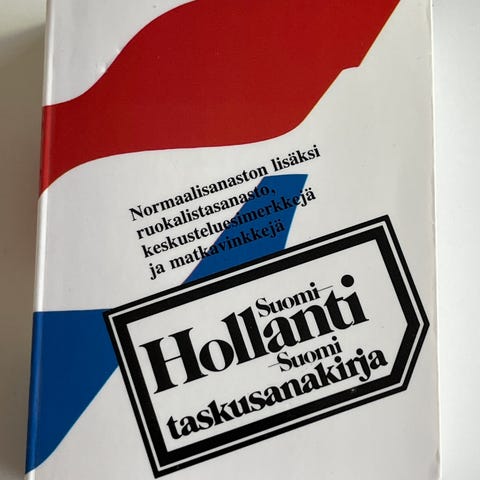 Normaalisanaston lisäksi
ruokalistasanasto,
keskusteluesimerkkejä
ja matkavinkkejä
Suomi–
Hollanti
–Suomi
taskusanakirja